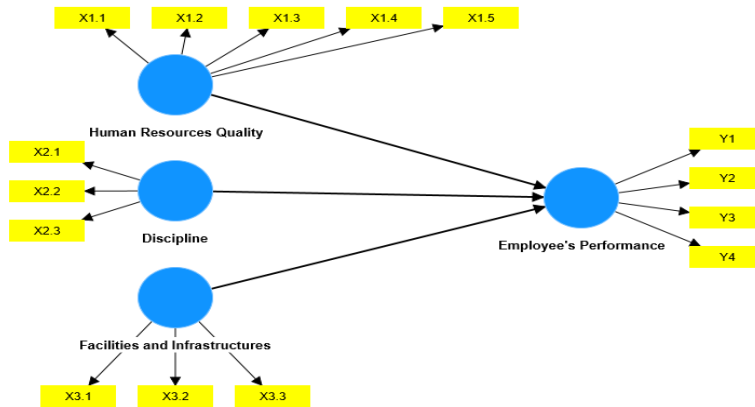 X1.1
X1.2
X1.3
X1.4
X1.5
Human Resources Quality
X2.1
X2.2
X2.3
Discipline
Y1
Y2
Y3
Y4
Employee's Performance
Facilities and Infrastructures
X3.1
X3.2
X3.3